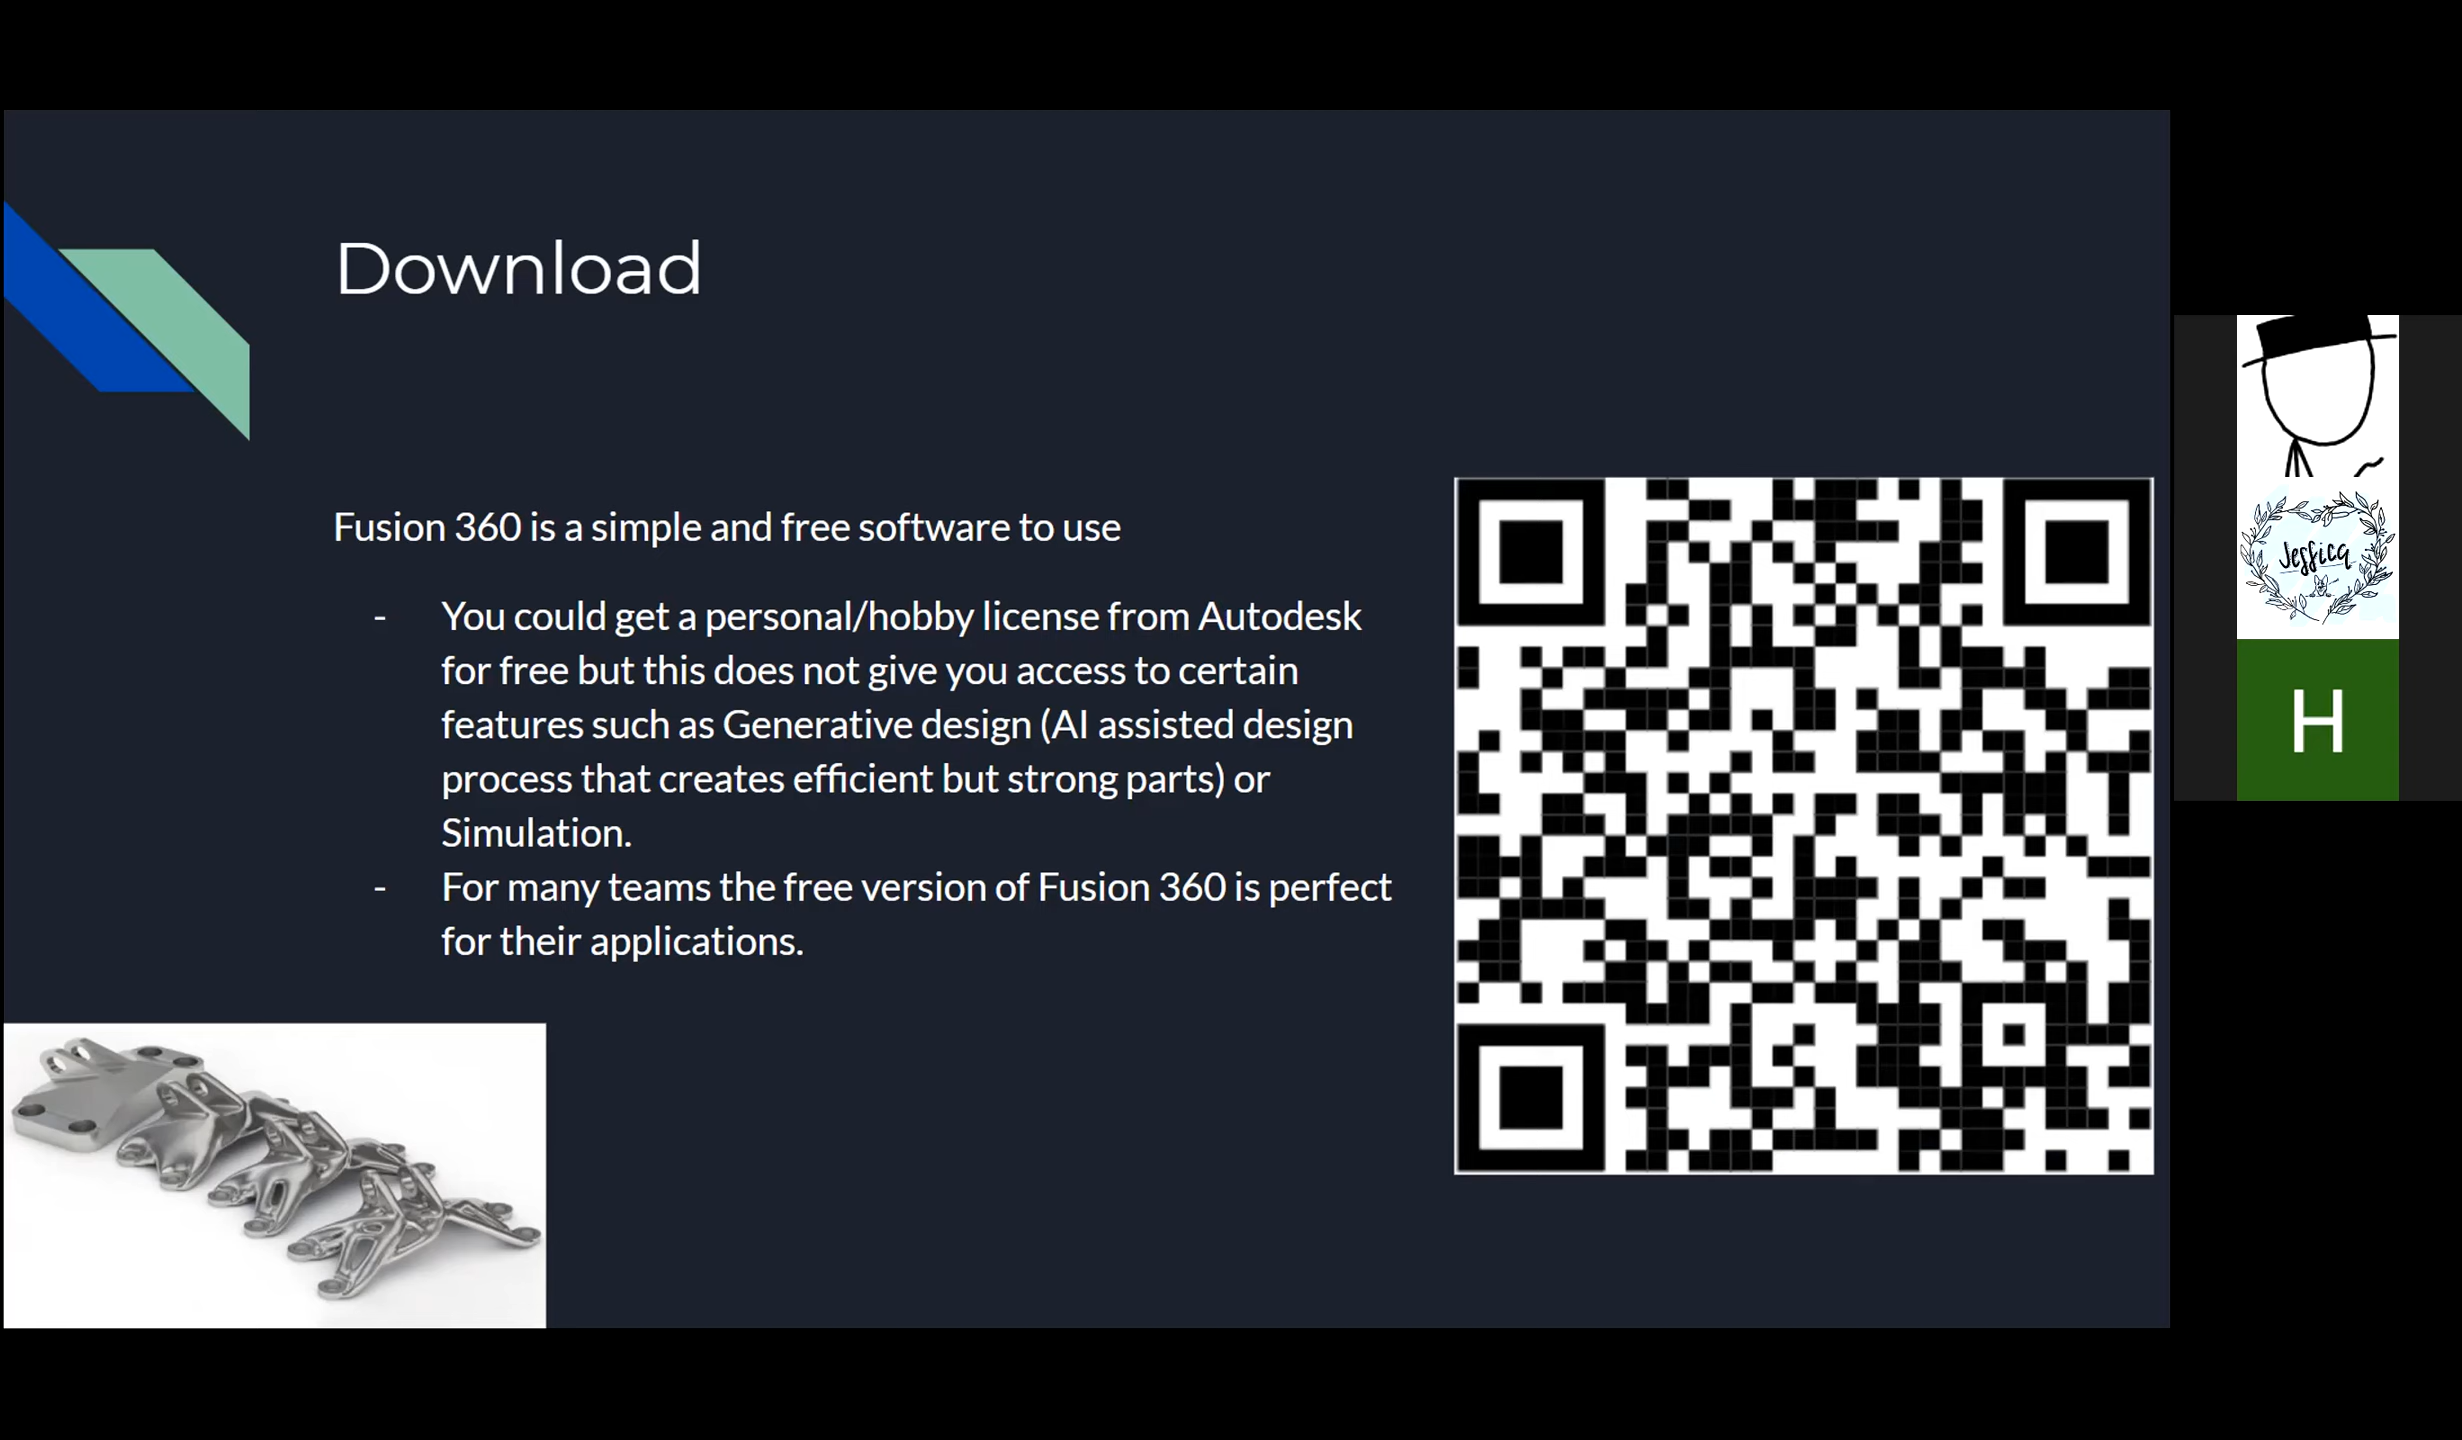 Download
Fusion 360 is a simple and free software to use
- You could get a personal/hobby license from Autodesk
for free but this does not give you access to certain
features such as Generative design (AI assisted design
process that creates efficient but strong parts) or
Simulation.
- For many teams the free version of Fusion 360 is perfect
for their applications.
Jessica
H